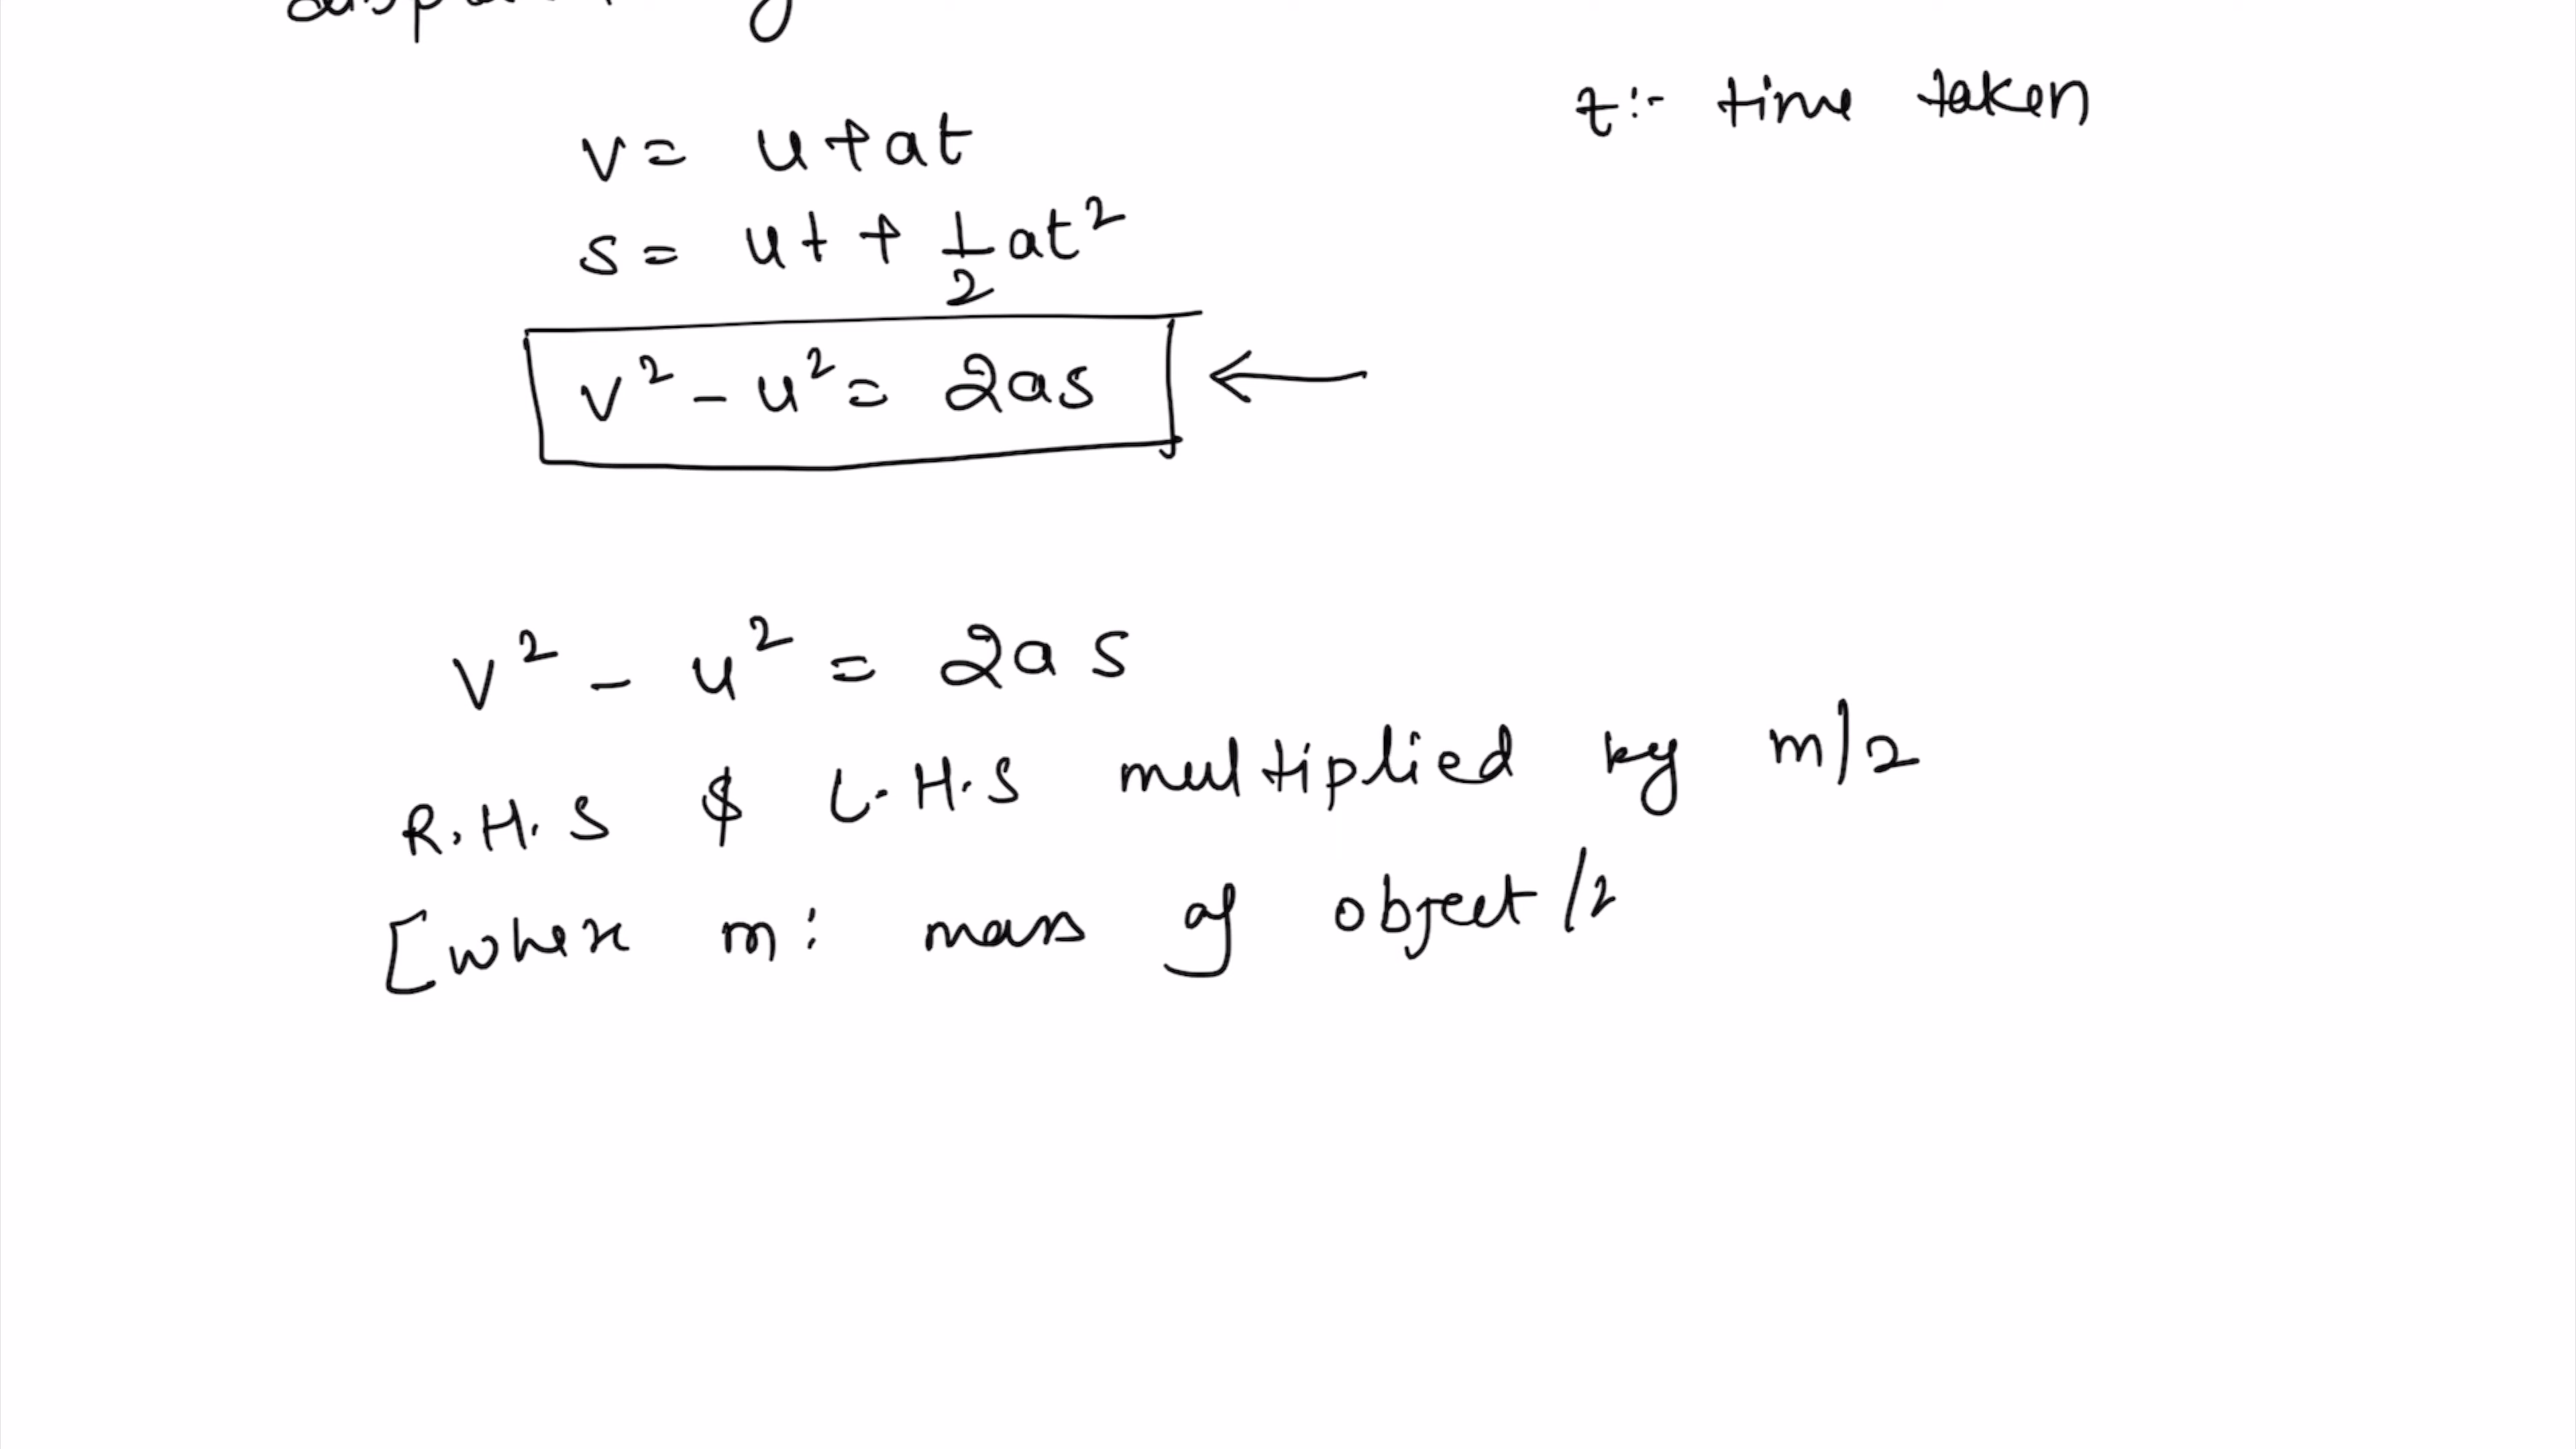 t:- time taken
v = u + at
s = ut + 1/2 at²
v² - u² = 2as
v² - u² = 2as
R.H.S & L.H.S multiplied by m/2
[where m: mass of object/2